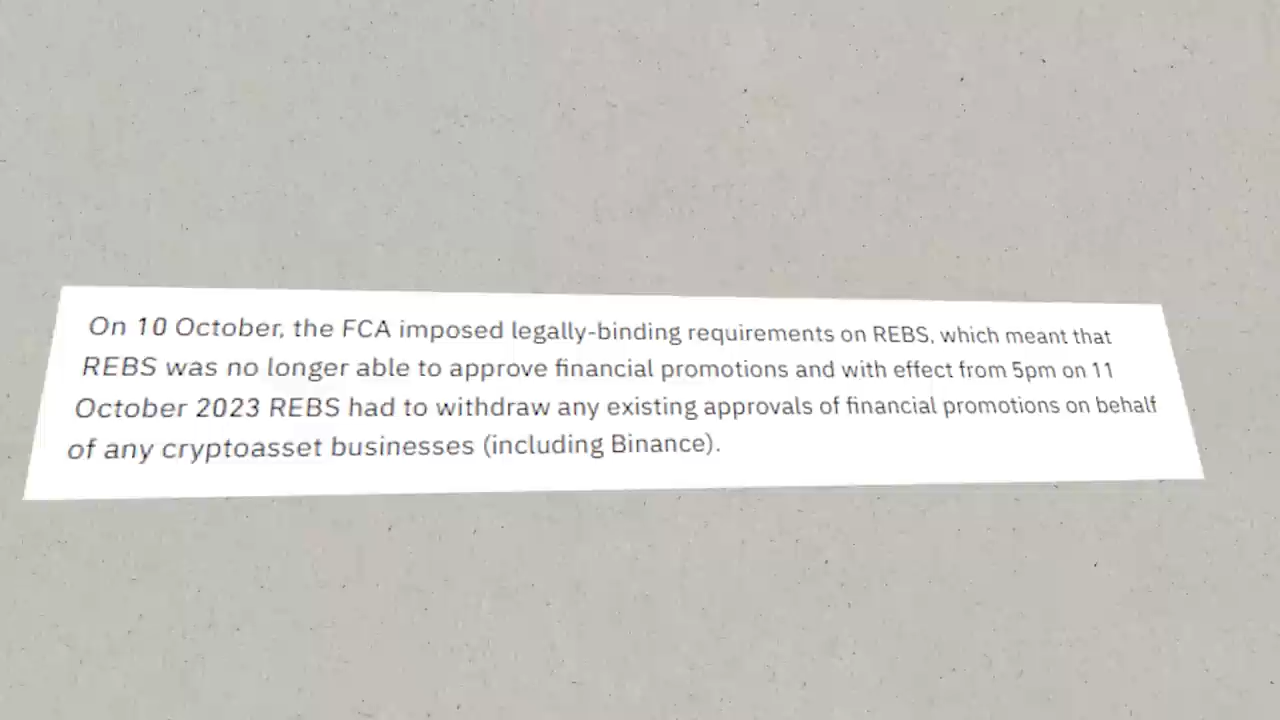 On 10 October, the FCA imposed legally-binding requirements on REBS, which meant that
REBS was no longer able to approve financial promotions and with effect from 5pm on 11
October 2023 REBS had to withdraw any existing approvals of financial promotions on behalf
of any cryptoasset businesses (including Binance).